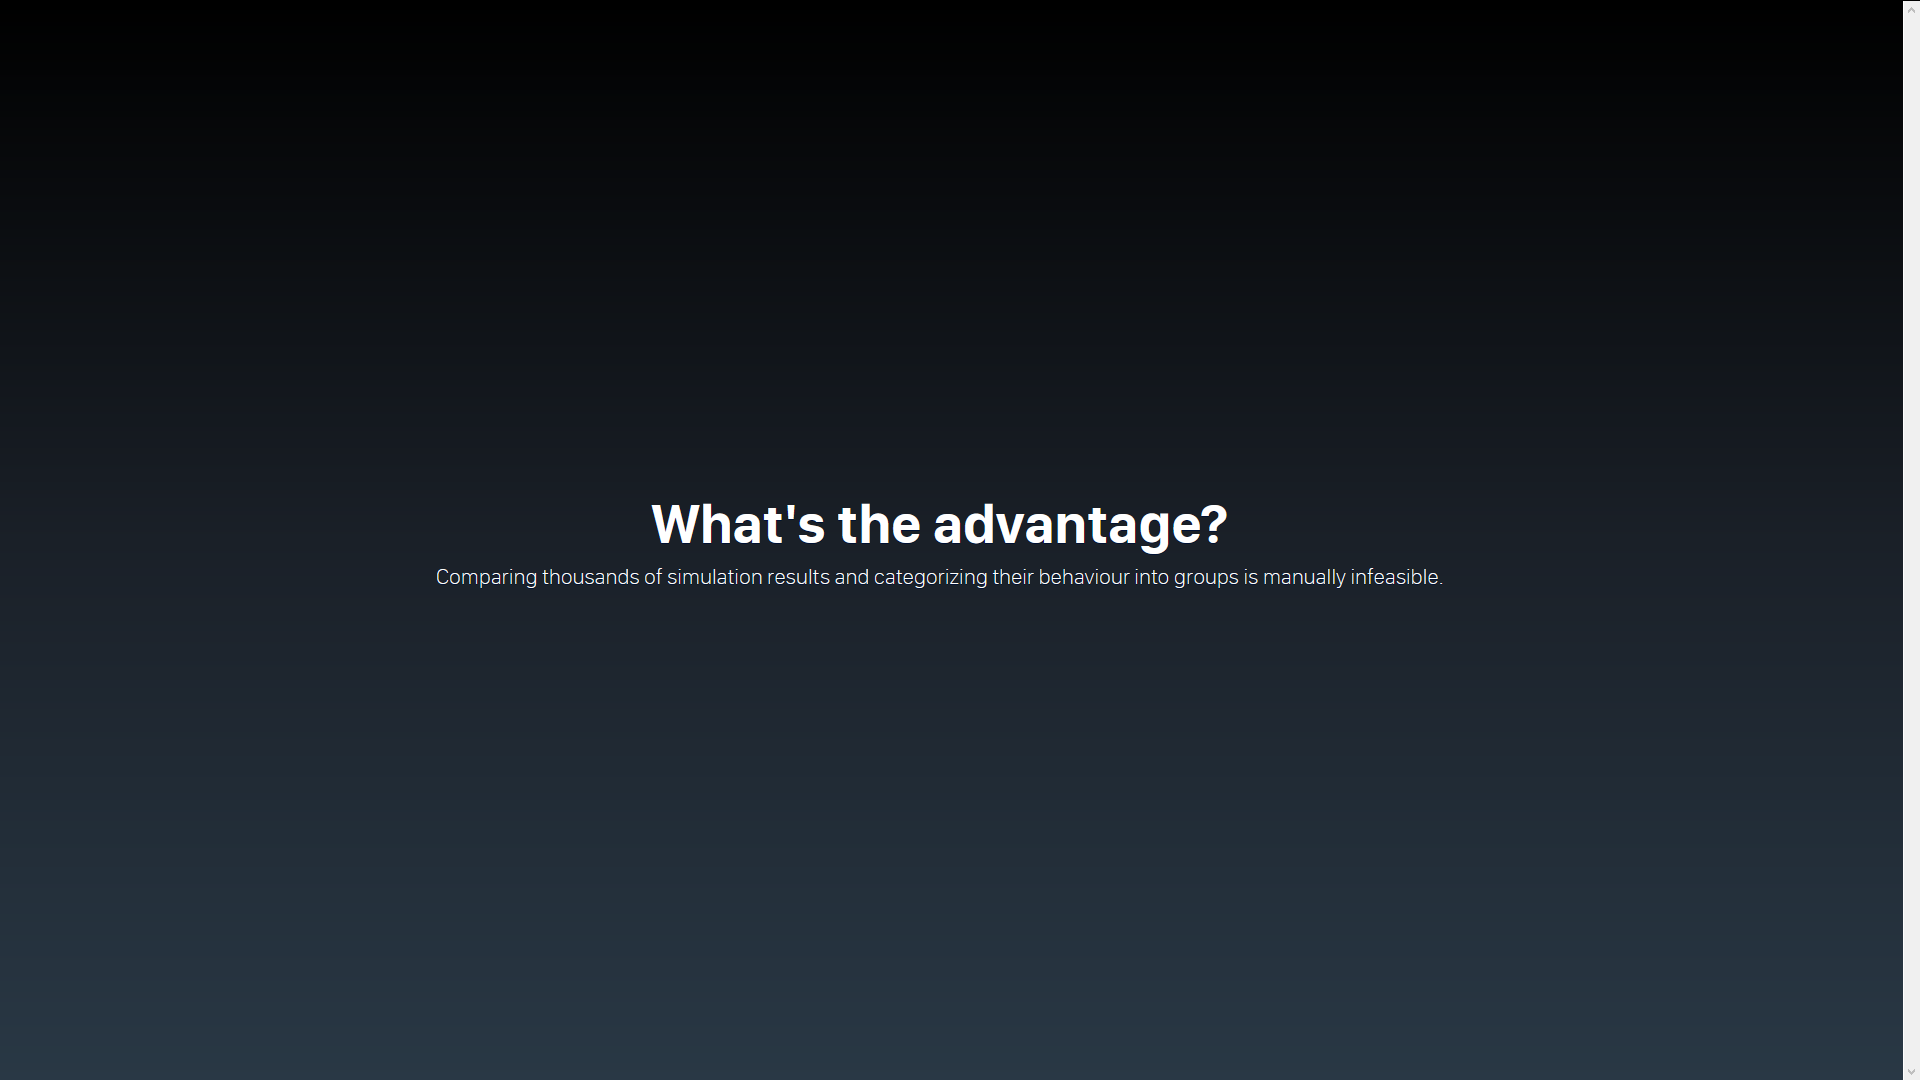 What's the advantage?
Comparing thousands of simulation results and categorizing their behaviour into groups is manually infeasible.